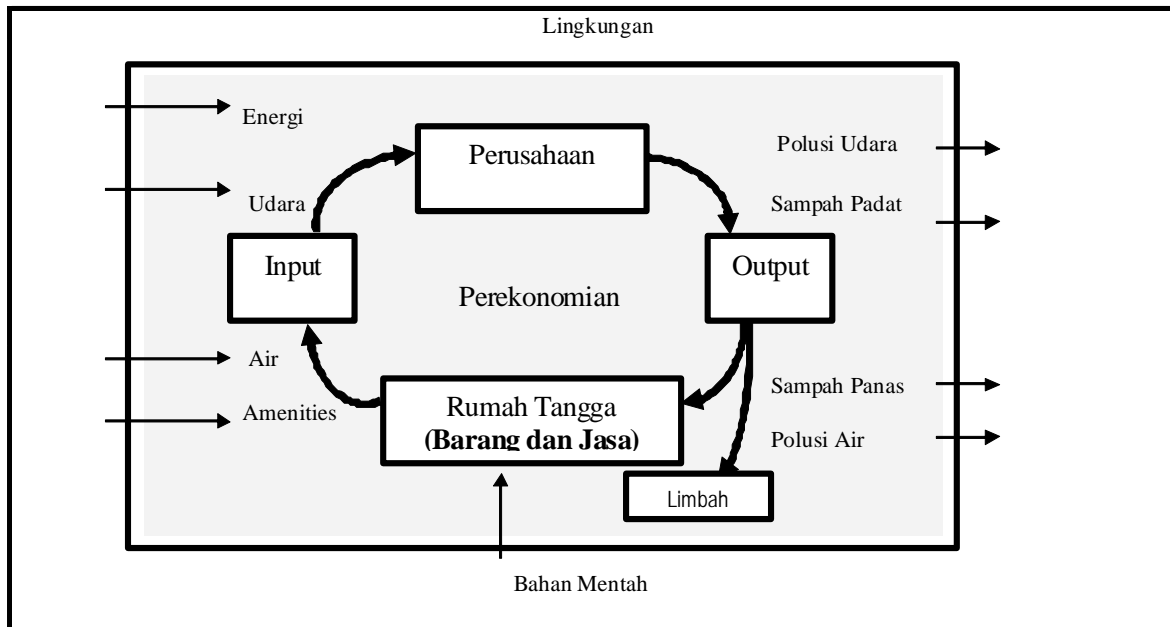 Lingkungan
Energi
Perusahaan
Polusi Udara
Udara
Sampah Padat
Input
Output
Perekonomian
Air
Sampah Panas
Amenities
Rumah Tangga
(Barang dan Jasa)
Polusi Air
Limbah
Bahan Mentah